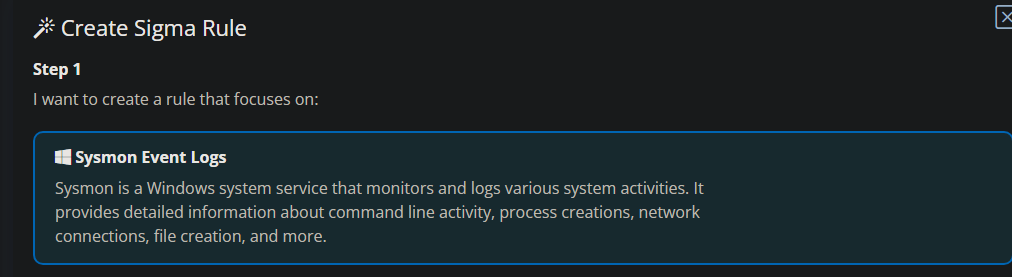 Create Sigma Rule
Step 1
I want to create a rule that focuses on:
Sysmon Event Logs
Sysmon is a Windows system service that monitors and logs various system activities. It
provides detailed information about command line activity, process creations, network
connections, file creation, and more.